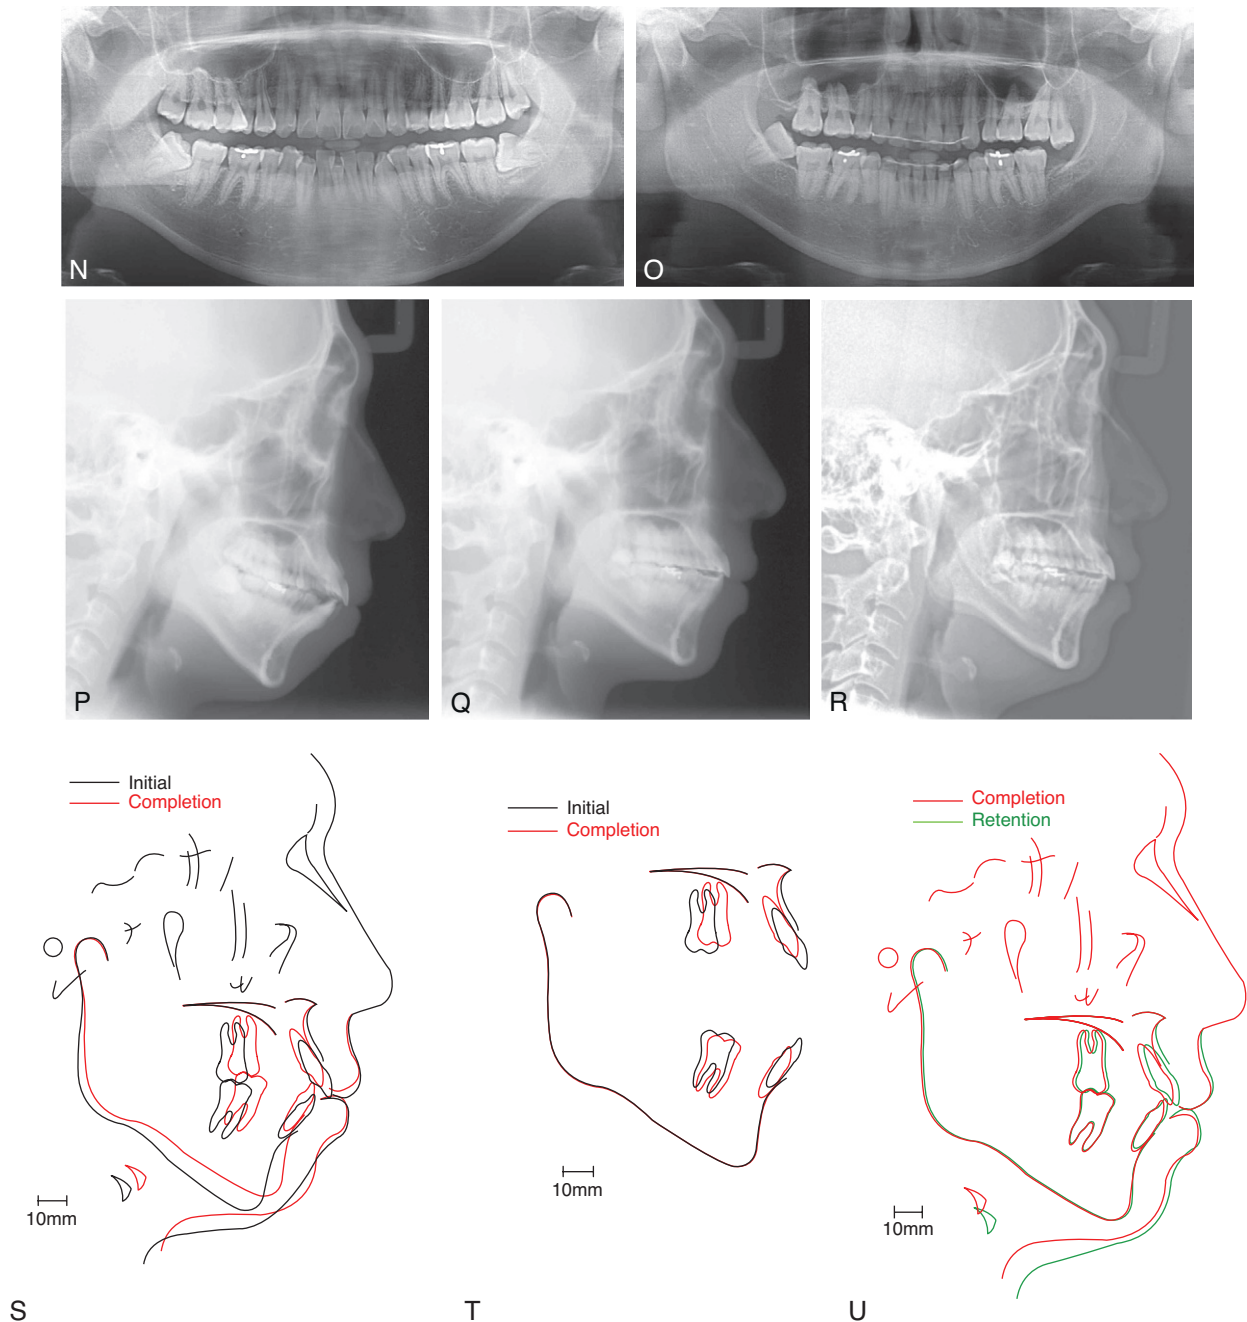 N
O
P
Q
R
Initial
Completion
10mm
S
Initial
Completion
10mm
T
Completion
Retention
10mm
U